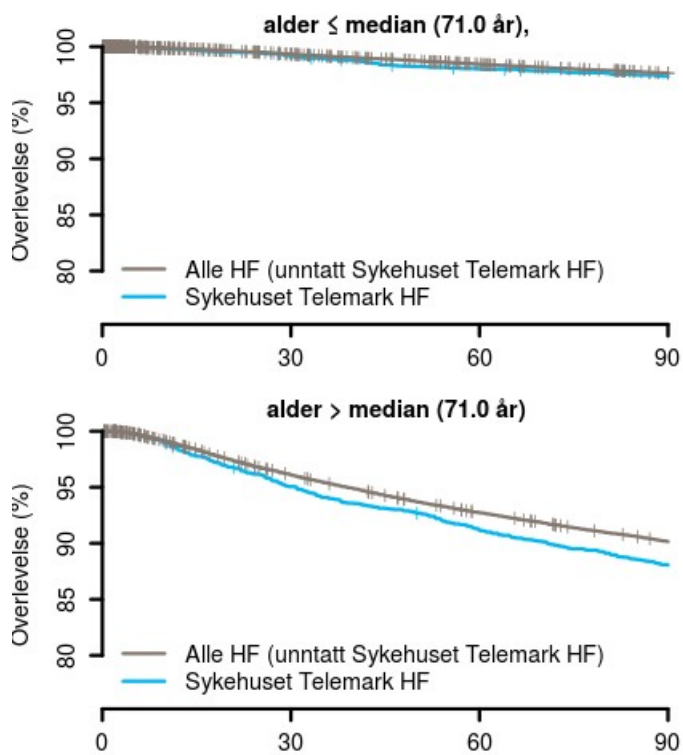 alder ≤ median (71.0 år),
Overlevelse (%)
100
95
90
85
80
Alle HF (unntatt Sykehuset Telemark HF)
Sykehuset Telemark HF
0 30 60 90
alder > median (71.0 år)
Overlevelse (%)
100
95
90
85
80
Alle HF (unntatt Sykehuset Telemark HF)
Sykehuset Telemark HF
0 30 60 90